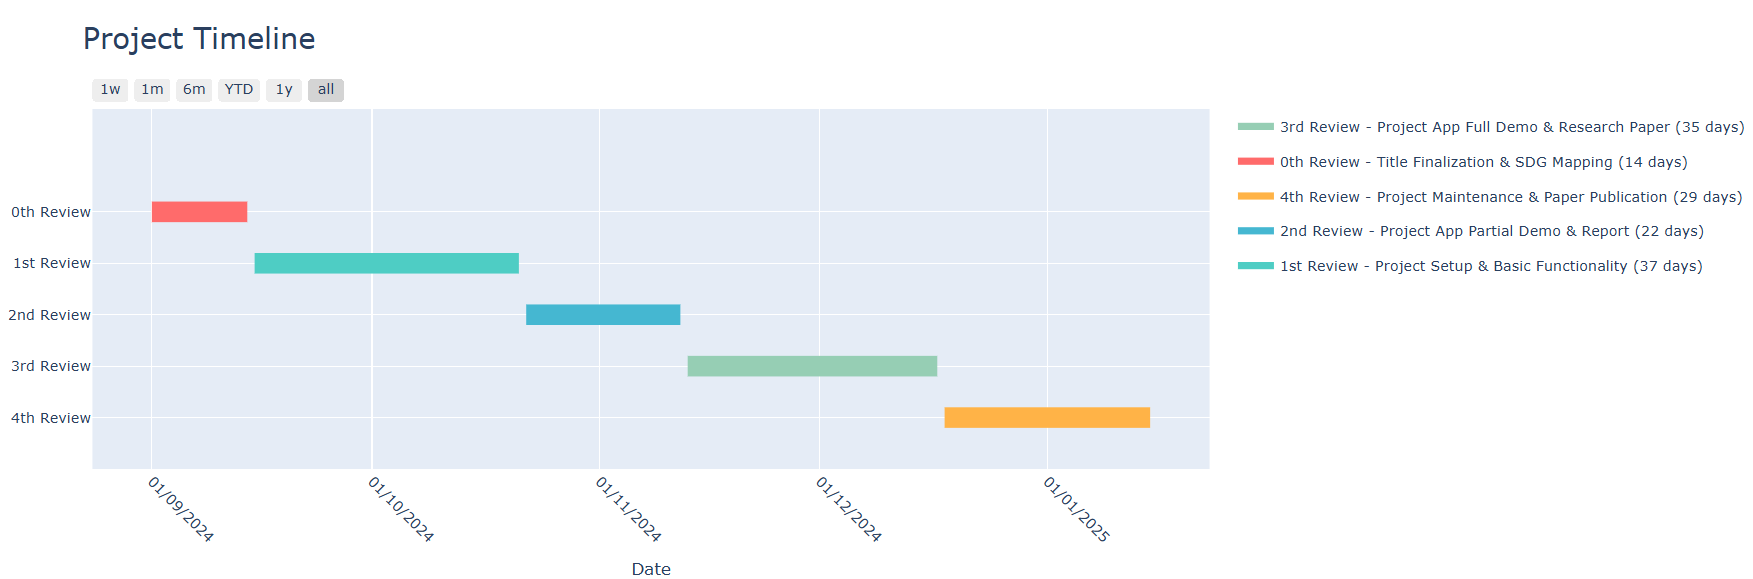 Project Timeline
1w 1m 6m YTD 1y all
3rd Review - Project App Full Demo & Research Paper (35 days)
0th Review - Title Finalization & SDG Mapping (14 days)
4th Review - Project Maintenance & Paper Publication (29 days)
2nd Review - Project App Partial Demo & Report (22 days)
1st Review - Project Setup & Basic Functionality (37 days)
0th Review
1st Review
2nd Review
3rd Review
4th Review
01/09/2024 01/10/2024 01/11/2024 01/12/2024 01/01/2025
Date